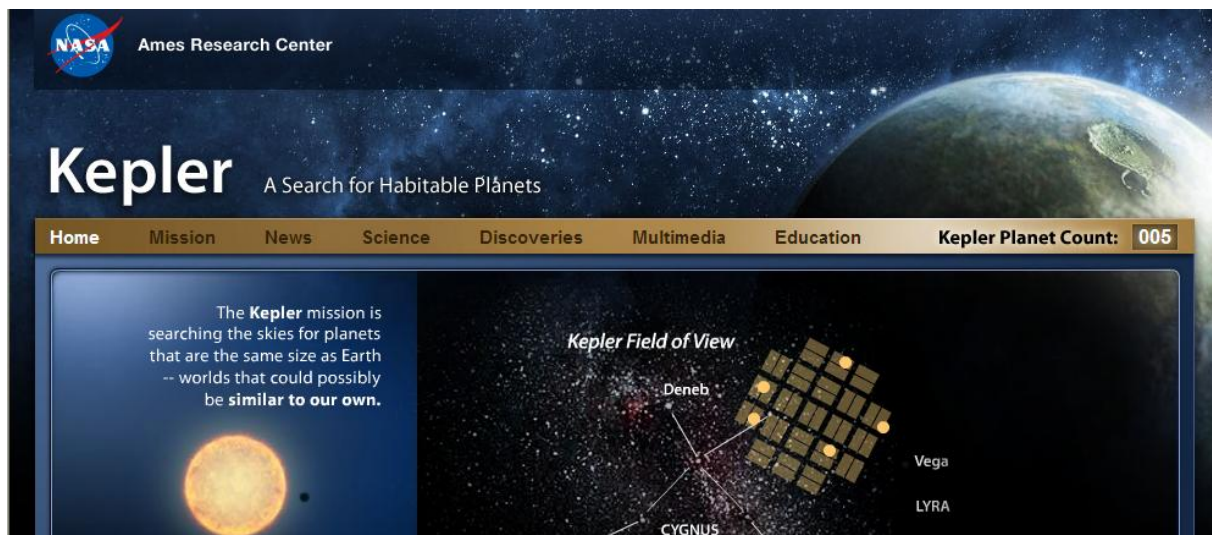 NASA
Ames Research Center
Kepler
A Search for Habitable Planets
Home Mission News Science Discoveries Multimedia Education Kepler Planet Count: 005
The Kepler mission is
searching the skies for planets
that are the same size as Earth
-- worlds that could possibly
be similar to our own.
Kepler Field of View
Deneb
Vega
LYRA
CYGNUS